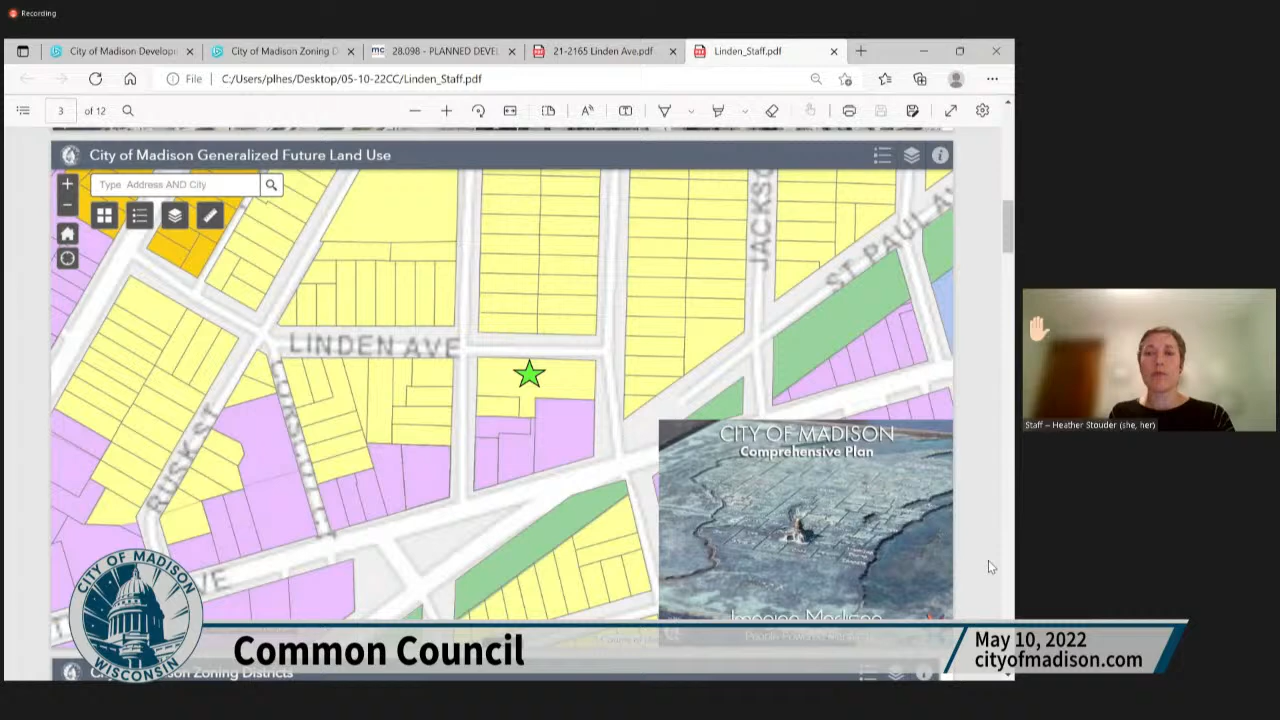 Recording
City of Madison Develop
City of Madison Zoning D
28.098 - PLANNED DEVEL
21-2165 Linden Ave.pdf
Linden_Staff.pdf
File
C:/Users/plhes/Desktop/05-10-22CC/Linden_Staff.pdf
3 of 12
City of Madison Generalized Future Land Use
Type Address AND City
JACKSO
ST PAUL AV
LINDEN AVE
RUSK ST
CITY OF MADISON
Comprehensive Plan
Imagine Madison
Staff – Heather Stouder (she, her)
CITY OF MADISON
WISCONSIN
Common Council
May 10, 2022
cityofmadison.com
son Zoning Districts